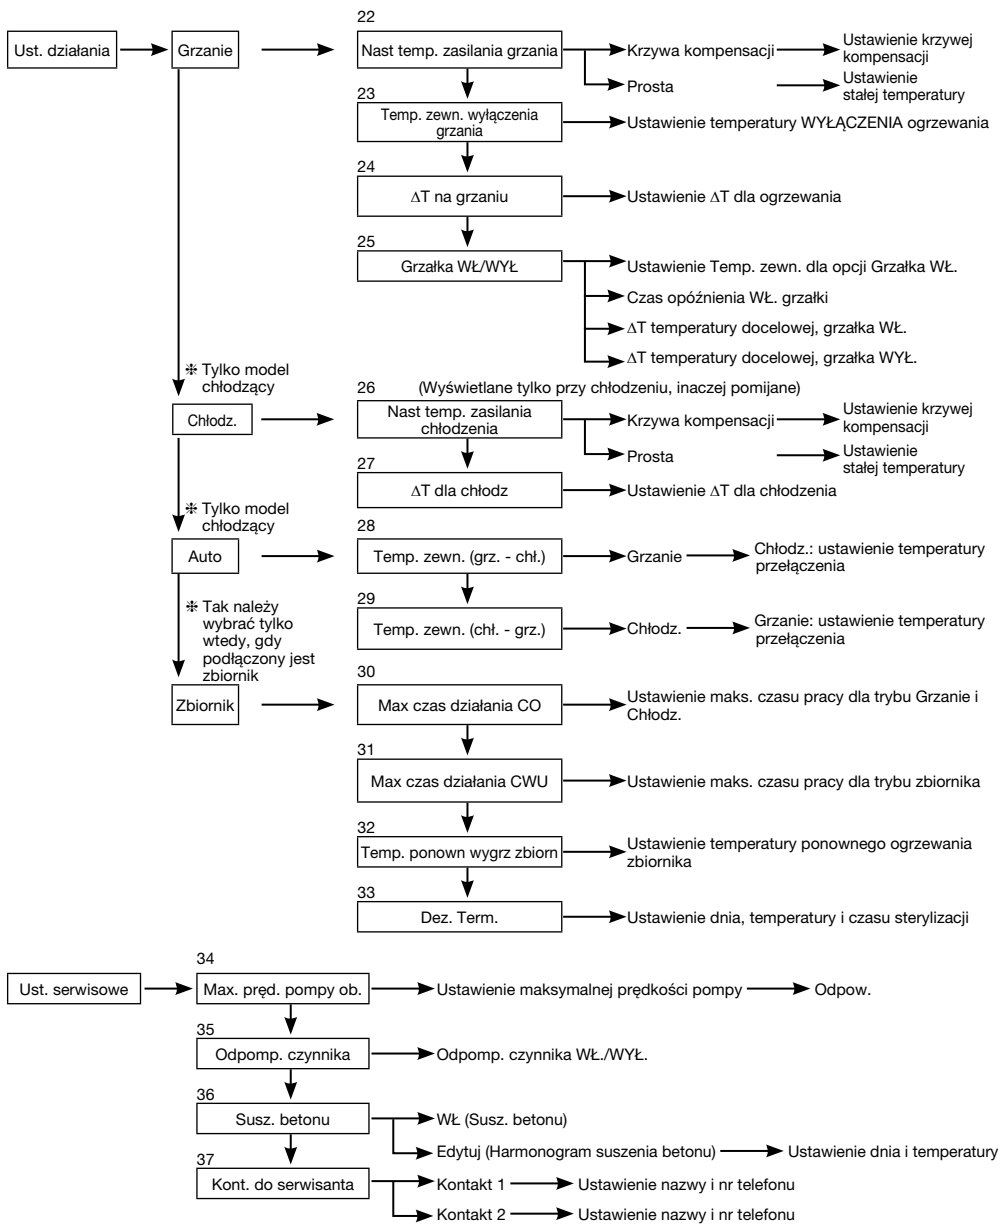 22
Ust. działania
Grzanie
Nast temp. zasilania grzania
Krzywa kompensacji
Ustawienie krzywej
kompensacji
Prosta
Ustawienie
stałej temperatury
23
Temp. zewn. wyłączenia
grzania
Ustawienie temperatury WYŁĄCZENIA ogrzewania
24
∆T na grzaniu
Ustawienie ∆T dla ogrzewania
25
Grzałka WŁ/WYŁ
Ustawienie Temp. zewn. dla opcji Grzałka WŁ.
Czas opóźnienia WŁ. grzałki
∆T temperatury docelowej, grzałka WŁ.
∆T temperatury docelowej, grzałka WYŁ.
❉ Tylko model
chłodzący
26 (Wyświetlane tylko przy chłodzeniu, inaczej pomijane)
Chłodz.
Nast temp. zasilania
chłodzenia
Krzywa kompensacji
Ustawienie krzywej
kompensacji
Prosta
Ustawienie
stałej temperatury
27
∆T dla chłodz
Ustawienie ∆T dla chłodzenia
❉ Tylko model
chłodzący
28
Auto
Temp. zewn. (grz. - chł.)
Grzanie
Chłodz.: ustawienie temperatury
przełączenia
29
Temp. zewn. (chł. - grz.)
Chłodz.
Grzanie: ustawienie temperatury
przełączenia
❉ Tak należy
wybrać tylko
wtedy, gdy
podłączony jest
zbiornik
30
Zbiornik
Max czas działania CO
Ustawienie maks. czasu pracy dla trybu Grzanie i
Chłodz.
31
Max czas działania CWU
Ustawienie maks. czasu pracy dla trybu zbiornika
32
Temp. ponown wygrz zbiorn
Ustawienie temperatury ponownego ogrzewania
zbiornika
33
Dez. Term.
Ustawienie dnia, temperatury i czasu sterylizacji
34
Ust. serwisowe
Max. pręd. pompy ob.
Ustawienie maksymalnej prędkości pompy
Odpow.
35
Odpomp. czynnika
Odpomp. czynnika WŁ./WYŁ.
36
Susz. betonu
WŁ (Susz. betonu)
Edytuj (Harmonogram suszenia betonu)
Ustawienie dnia i temperatury
37
Kont. do serwisanta
Kontakt 1
Ustawienie nazwy i nr telefonu
Kontakt 2
Ustawienie nazwy i nr telefonu